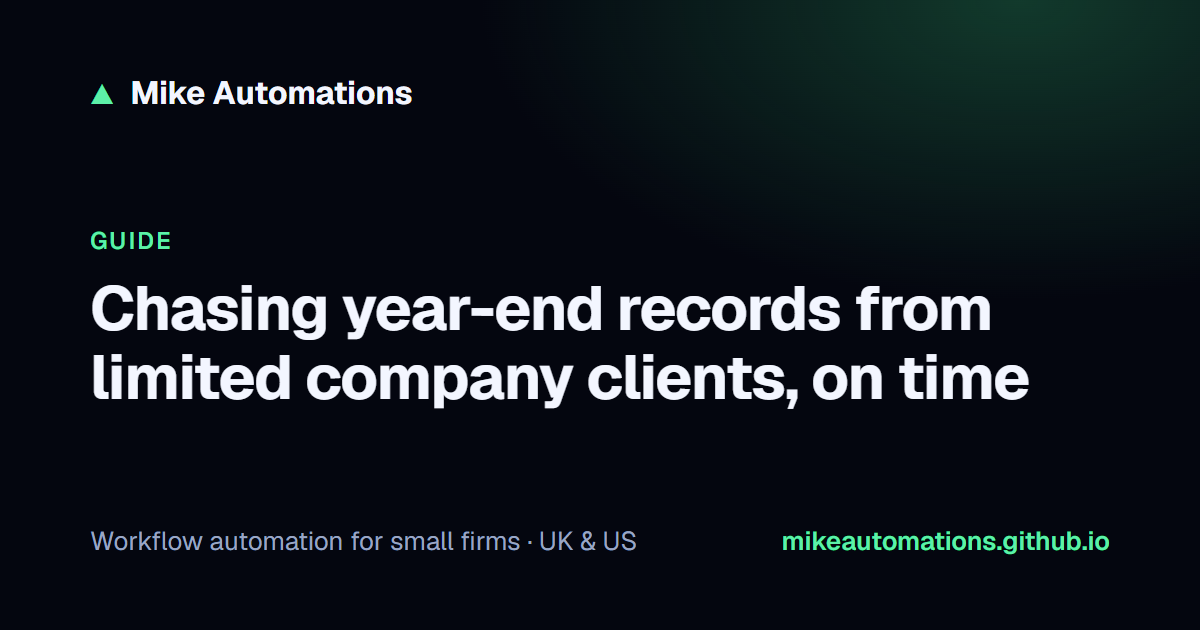 Mike Automations
GUIDE
Chasing year-end records from
limited company clients, on time
Workflow automation for small firms · UK & US
mikeautomations.github.io